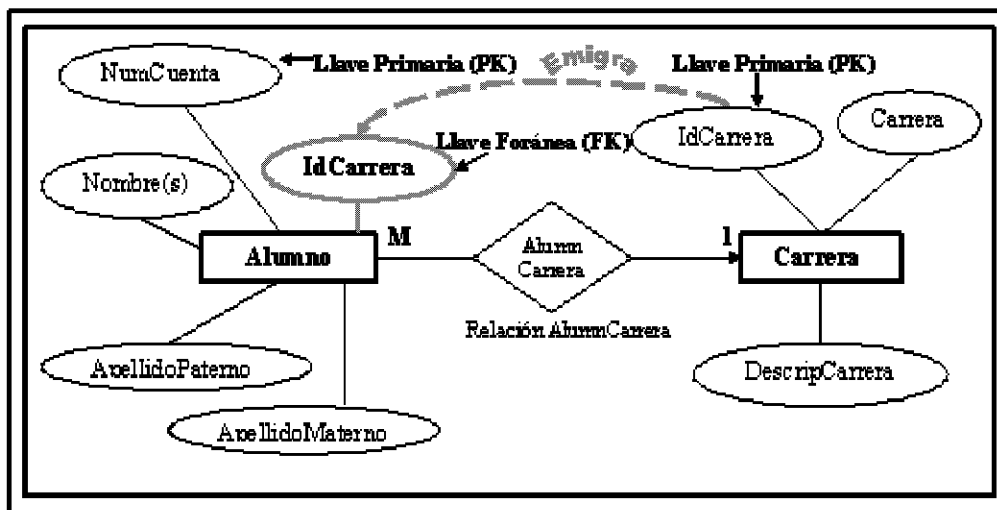 NumCuenta
Llave Primaria (PK)
Emigra
Llave Primaria (PK)
IdCarrera
Llave Foránea (FK)
IdCarrera
Carrera
Nombre(s)
Alumno
M
Alumn
Carrera
1
Carrera
Relación AlumnCarrera
ApellidoPaterno
DescripCarrera
ApellidoMaterno